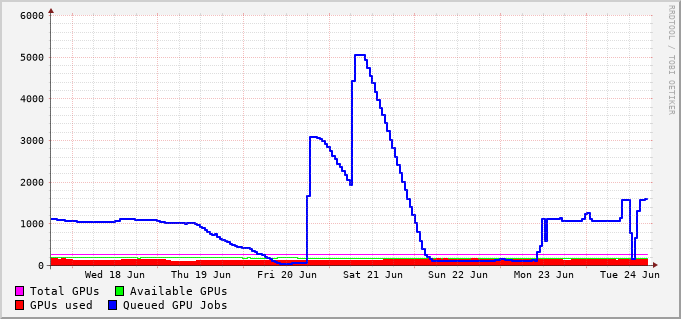 RRDTOOL / TOBI OETIKER
6000
5000
4000
3000
2000
1000
0
Wed 18 Jun Thu 19 Jun Fri 20 Jun Sat 21 Jun Sun 22 Jun Mon 23 Jun Tue 24 Jun
Total GPUs Available GPUs
GPUs used Queued GPU Jobs